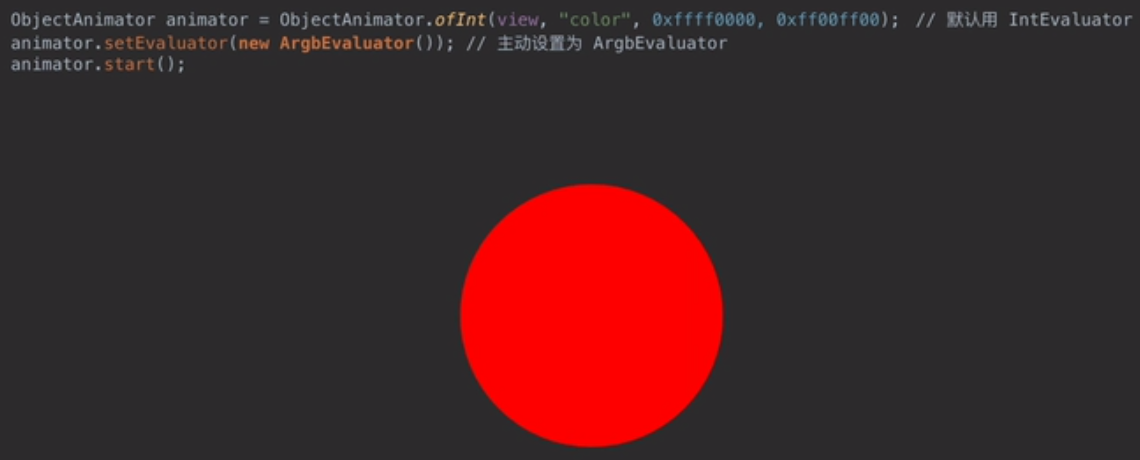 ObjectAnimator animator = ObjectAnimator.ofInt(view, "color", 0xffff0000, 0xff00ff00); // 默认用 IntEvaluator
animator.setEvaluator(new ArgbEvaluator()); // 主动设置为 ArgbEvaluator
animator.start();